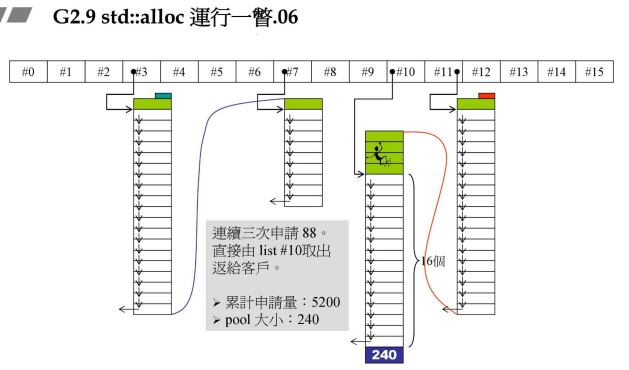 G2.9 std::alloc 運行一瞥.06
#0 #1 #2 #3 #4 #5 #6 #7 #8 #9 #10 #11 #12 #13 #14 #15
連續三次申請 88。
直接由 list #10取出
返給客戶。
➢ 累計申請量:5200
➢ pool 大小:240
16個
240